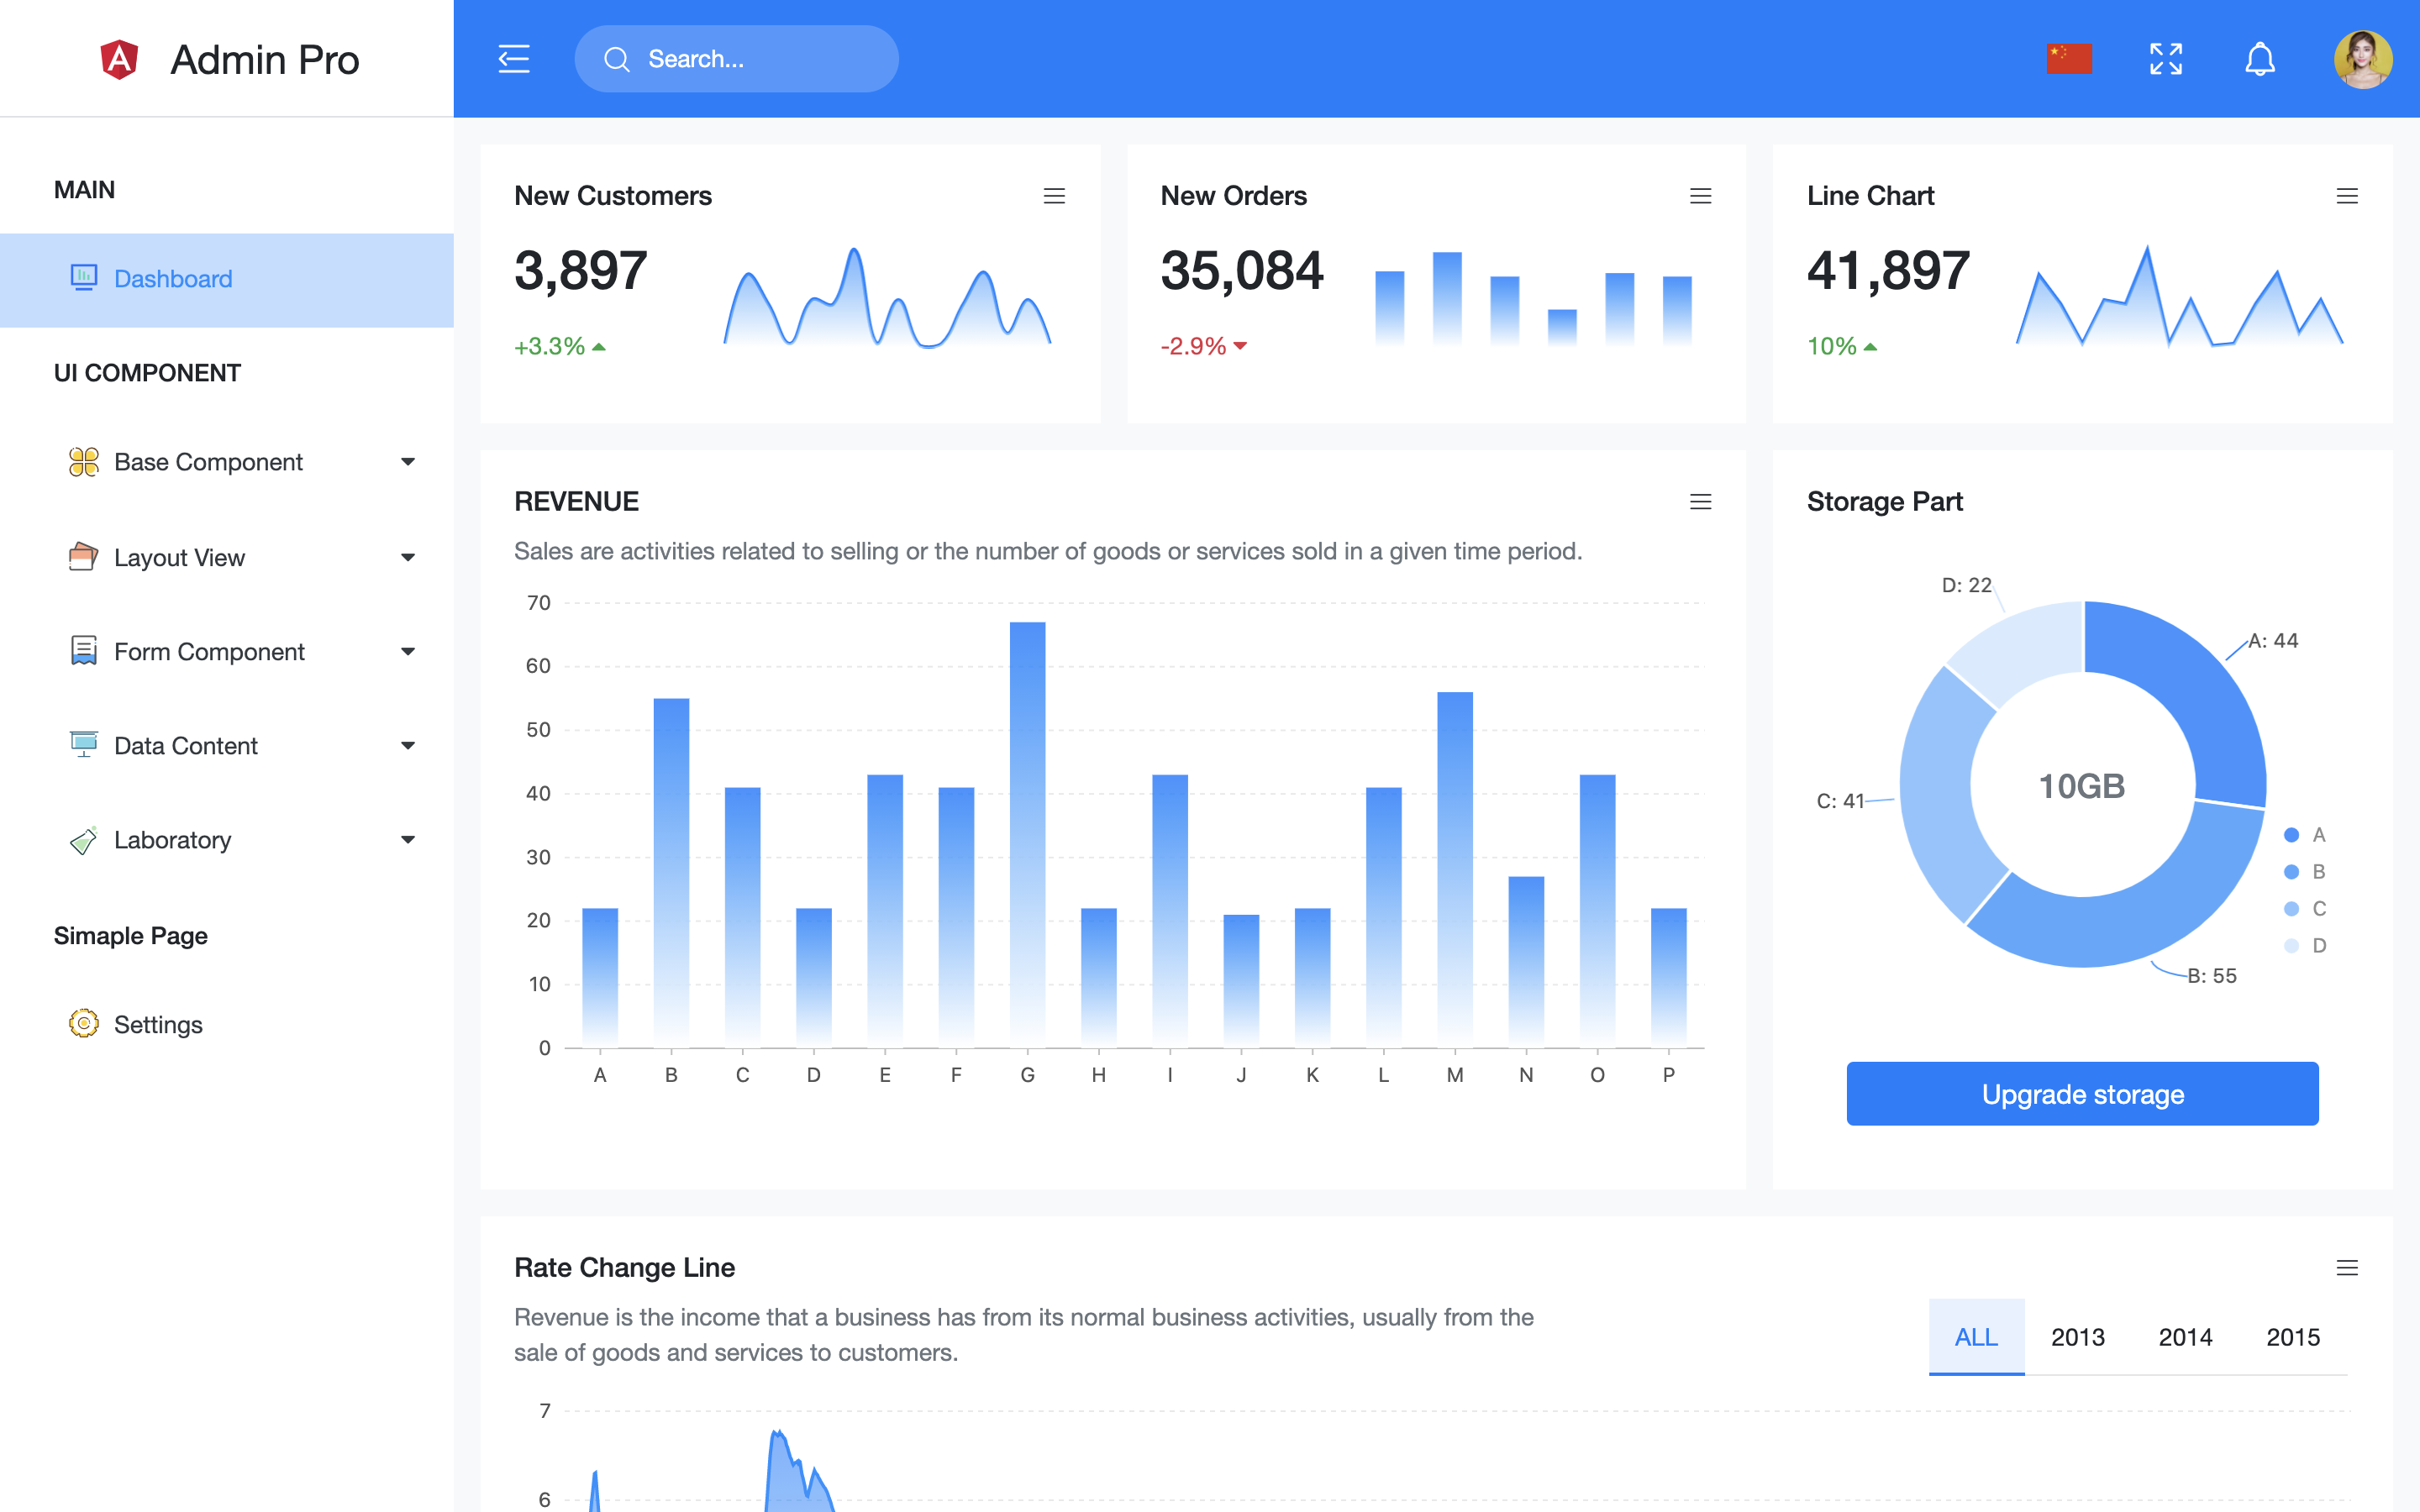 Admin Pro
Search...
MAIN
Dashboard
UI COMPONENT
Base Component
Layout View
Form Component
Data Content
Laboratory
Simaple Page
Settings
New Customers
3,897
+3.3%
New Orders
35,084
-2.9%
Line Chart
41,897
10%
REVENUE
Sales are activities related to selling or the number of goods or services sold in a given time period.
70
60
50
40
30
20
10
0
A B C D E F G H I J K L M N O P
Storage Part
D: 22
A: 44
C: 41
10GB
B: 55
A
B
C
D
Upgrade storage
Rate Change Line
Revenue is the income that a business has from its normal business activities, usually from the
sale of goods and services to customers.
ALL 2013 2014 2015
7
6